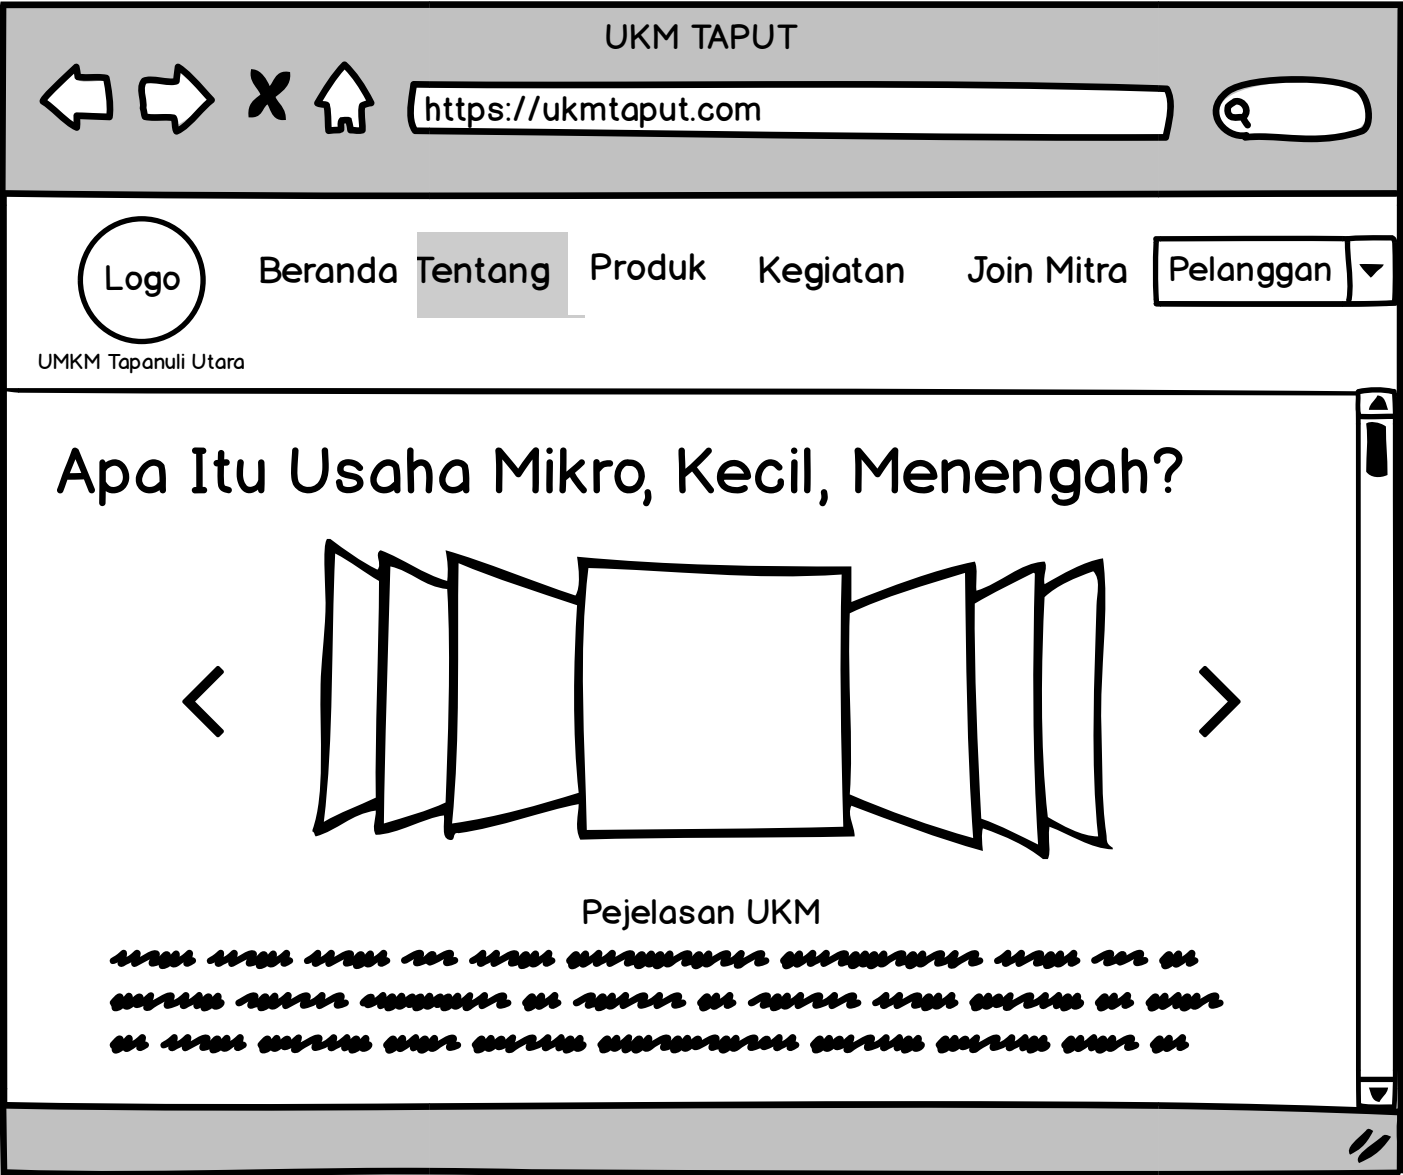 UKM TAPUT
https://ukmtaput.com
Logo
Beranda Tentang Produk Kegiatan Join Mitra Pelanggan
UMKM Tapanuli Utara
Apa Itu Usaha Mikro, Kecil, Menengah?
Pejelasan UKM